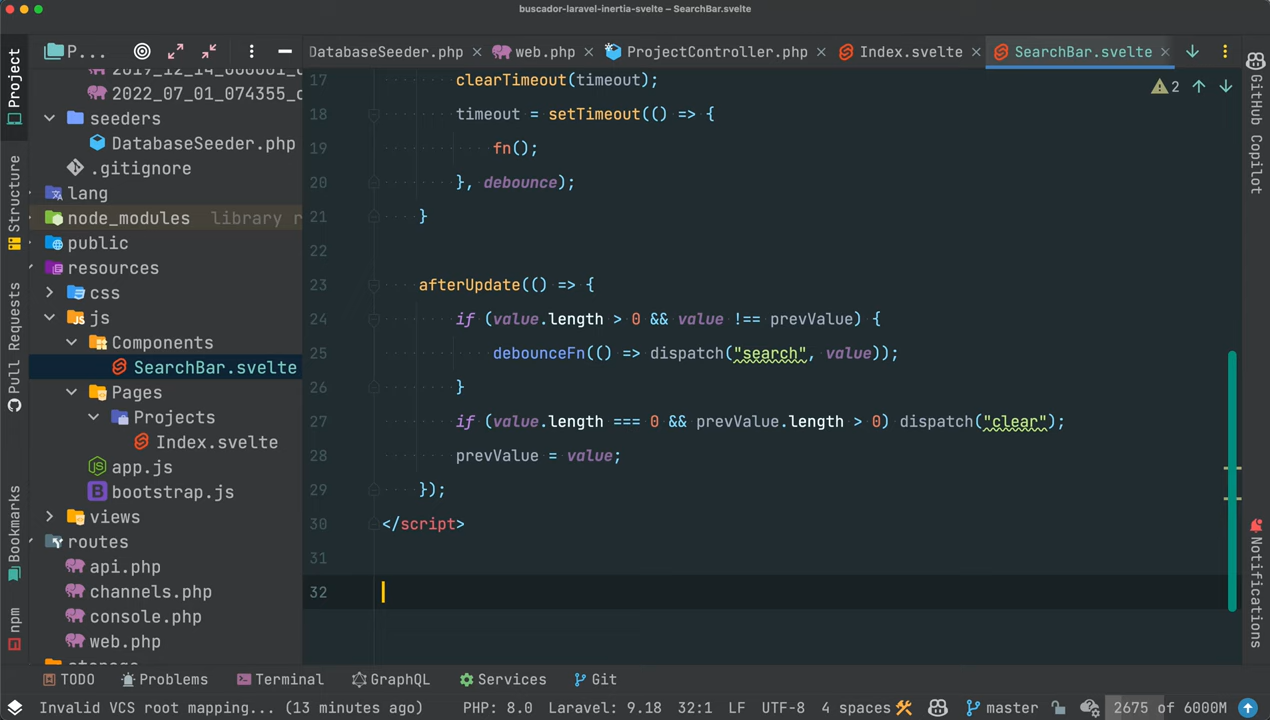 buscador-laravel-inertia-svelte – SearchBar.svelte
P...
DatabaseSeeder.php
web.php
ProjectController.php
Index.svelte
SearchBar.svelte
2
Project
Structure
Pull Requests
Bookmarks
npm
2022_07_01_074355_c
seeders
DatabaseSeeder.php
.gitignore
lang
node_modules library r
public
resources
css
js
Components
SearchBar.svelte
Pages
Projects
Index.svelte
app.js
bootstrap.js
views
routes
api.php
channels.php
console.php
web.php
17 clearTimeout(timeout);
18 timeout = setTimeout(() => {
19 fn();
20 }, debounce);
21 }
22
23 afterUpdate(() => {
24 if (value.length > 0 && value !== prevValue) {
25 debounceFn(() => dispatch("search", value));
26 }
27 if (value.length === 0 && prevValue.length > 0) dispatch("clear");
28 prevValue = value;
29 });
30 </script>
31
32
GitHub Copilot
Notifications
TODO
Problems
Terminal
GraphQL
Services
Git
Invalid VCS root mapping... (13 minutes ago)
PHP: 8.0
Laravel: 9.18
32:1
LF
UTF-8
4 spaces
master
2675 of 6000M